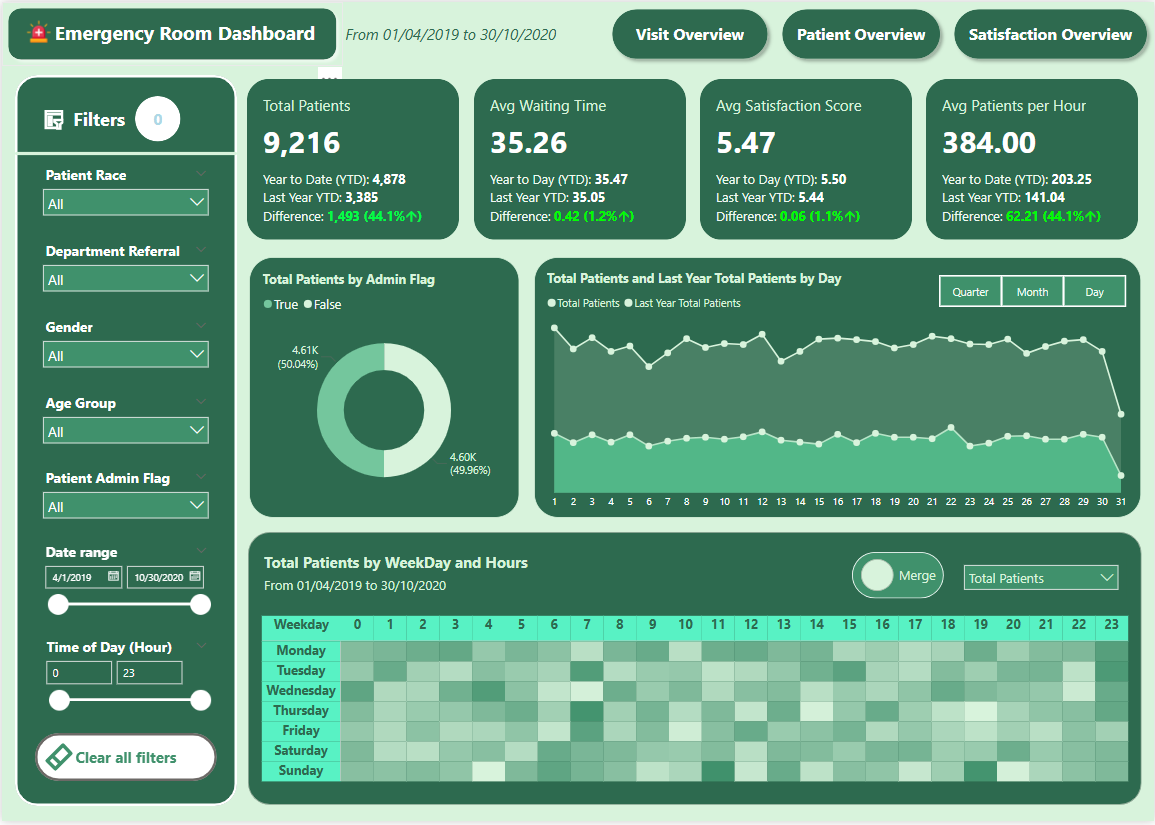 Emergency Room Dashboard
From 01/04/2019 to 30/10/2020
Visit Overview
Patient Overview
Satisfaction Overview
...
Filters
0
Patient Race
All
Department Referral
All
Gender
All
Age Group
All
Patient Admin Flag
All
Date range
4/1/2019
10/30/2020
Time of Day (Hour)
0
23
Clear all filters
Total Patients
9,216
Year to Date (YTD): 4,878
Last Year YTD: 3,385
Difference: 1,493 (44.1%↑)
Avg Waiting Time
35.26
Year to Day (YTD): 35.47
Last Year YTD: 35.05
Difference: 0.42 (1.2%↑)
Avg Satisfaction Score
5.47
Year to Day (YTD): 5.50
Last Year YTD: 5.44
Difference: 0.06 (1.1%↑)
Avg Patients per Hour
384.00
Year to Date (YTD): 203.25
Last Year YTD: 141.04
Difference: 62.21 (44.1%↑)
Total Patients by Admin Flag
True False
4.61K
(50.04%)
4.60K
(49.96%)
Total Patients and Last Year Total Patients by Day
Total Patients Last Year Total Patients
Quarter
Month
Day
1 2 3 4 5 6 7 8 9 10 11 12 13 14 15 16 17 18 19 20 21 22 23 24 25 26 27 28 29 30 31
Total Patients by WeekDay and Hours
From 01/04/2019 to 30/10/2020
Merge
Total Patients
Weekday 0 1 2 3 4 5 6 7 8 9 10 11 12 13 14 15 16 17 18 19 20 21 22 23
Monday
Tuesday
Wednesday
Thursday
Friday
Saturday
Sunday